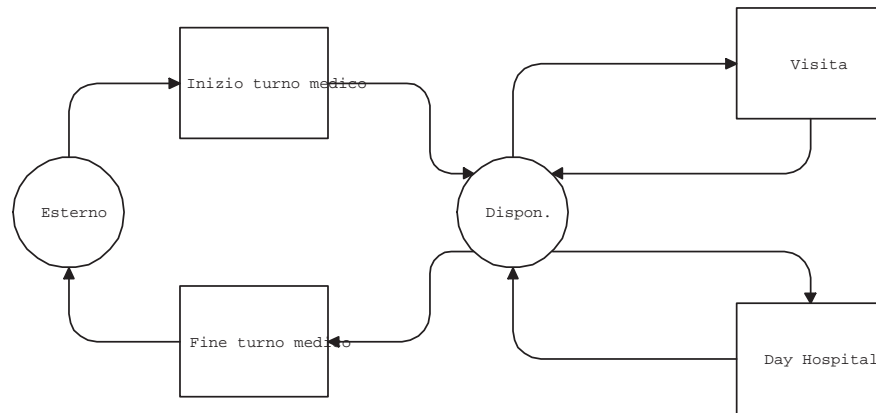 Visita
Inizio turno medico
Esterno
Dispon.
Fine turno medico
Day Hospital